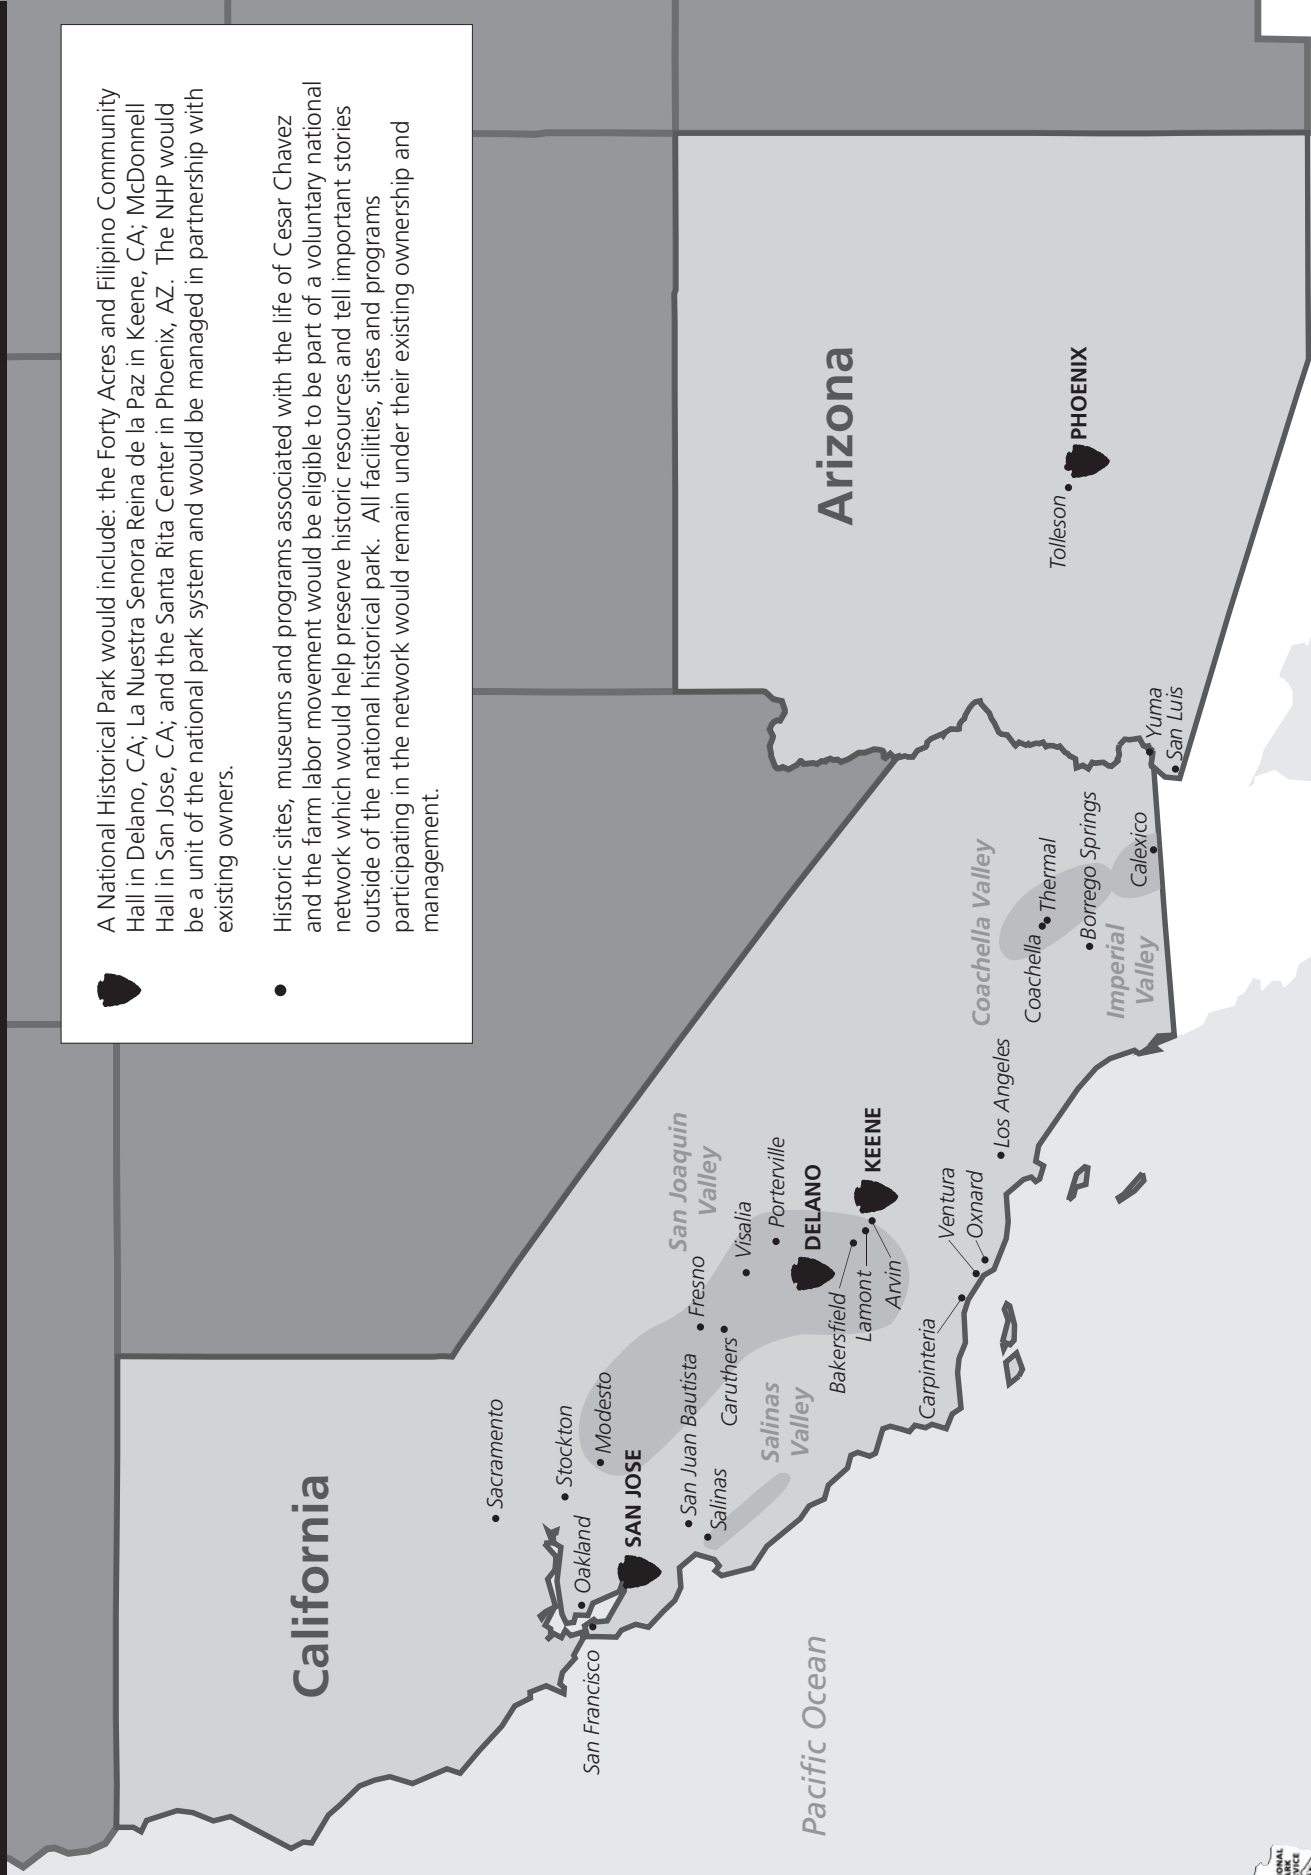 A National Historical Park would include: the Forty Acres and Filipino Community
Hall in Delano, CA; La Nuestra Senora Reina de la Paz in Keene, CA; McDonnell
Hall in San Jose, CA; and the Santa Rita Center in Phoenix, AZ.  The NHP would
be a unit of the national park system and would be managed in partnership with
existing owners.
Historic sites, museums and programs associated with the life of Cesar Chavez
and the farm labor movement would be eligible to be part of a voluntary national
network which would help preserve historic resources and tell important stories
outside of the national historical park.  All facilities, sites and programs
participating in the network would remain under their existing ownership and
management.
California
Sacramento
Stockton
Oakland
Modesto
San Francisco
SAN JOSE
San Juan Bautista
Salinas
Salinas
Valley
San Joaquin
Valley
Fresno
Caruthers
Visalia
Porterville
DELANO
Bakersfield
Lamont
Arvin
KEENE
Carpinteria
Ventura
Oxnard
Los Angeles
Coachella Valley
Coachella
Thermal
Borrego Springs
Imperial
Valley
Calexico
Yuma
San Luis
Arizona
Tolleson
PHOENIX
Pacific Ocean